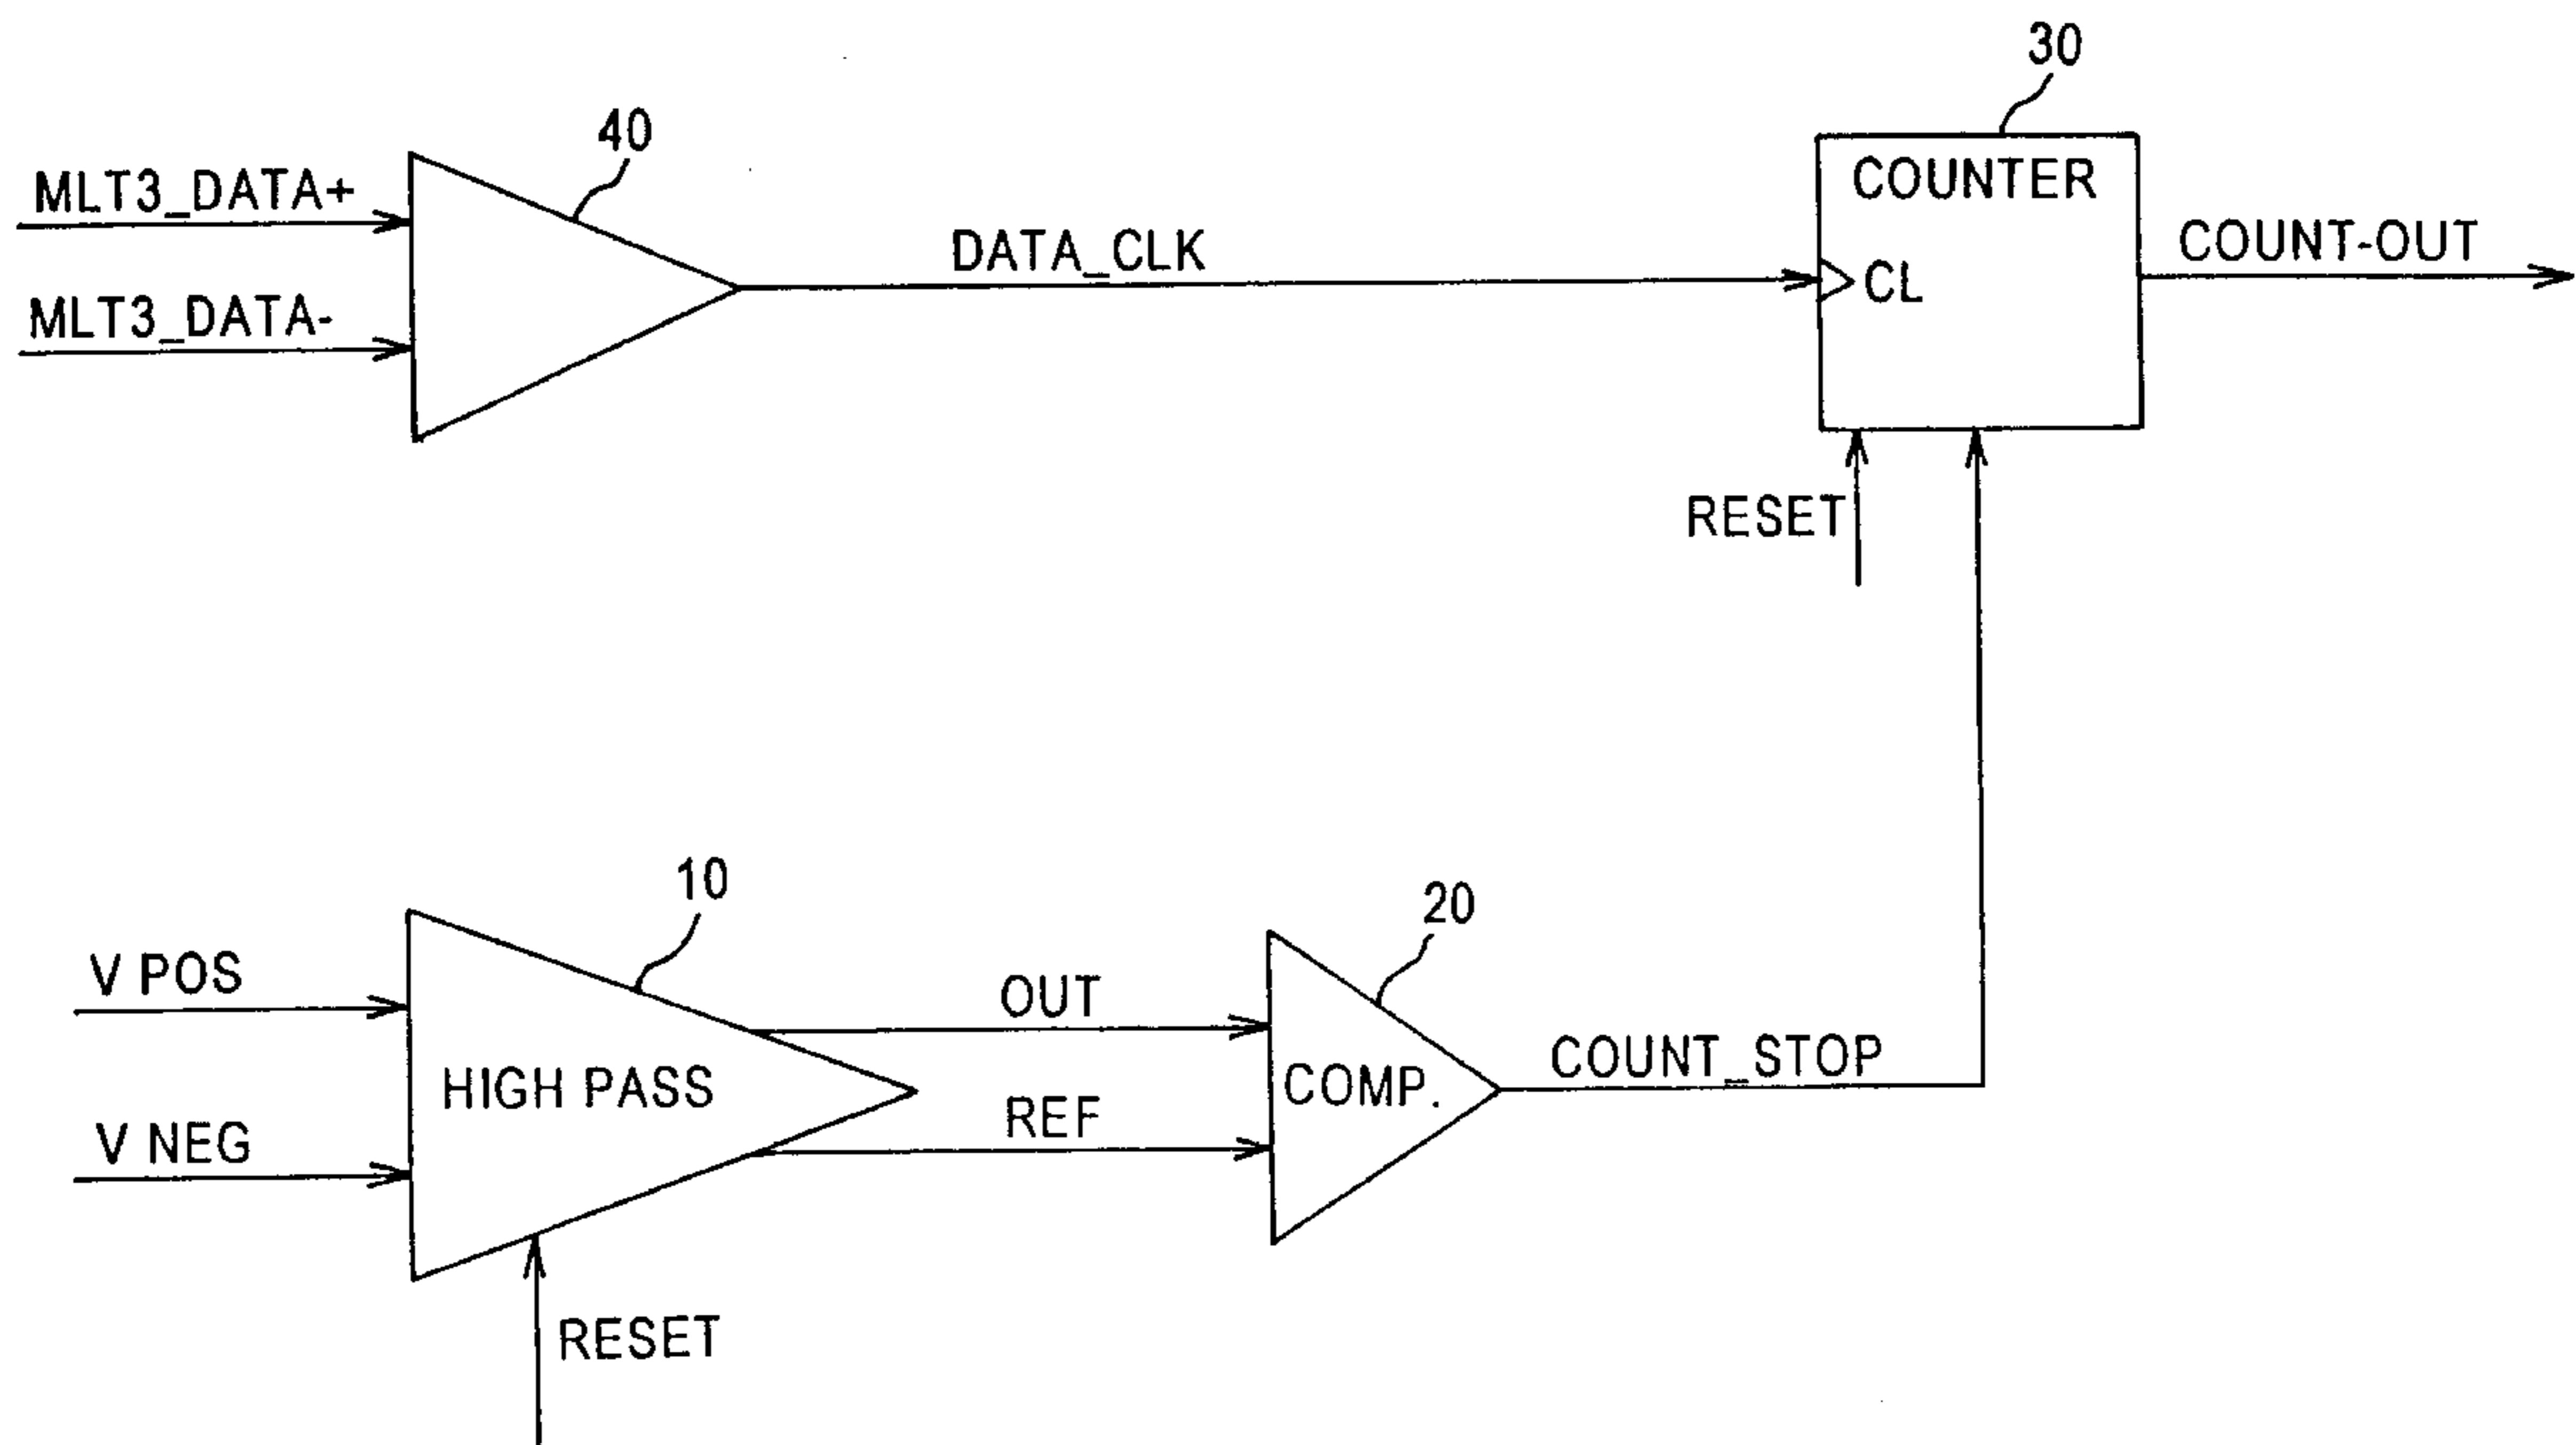 30
40
MLT3_DATA+
COUNTER
DATA_CLK
COUNT-OUT
CL
MLT3_DATA-
RESET
10
20
V POS
OUT
HIGH PASS
COMP.
COUNT_STOP
REF
V NEG
RESET